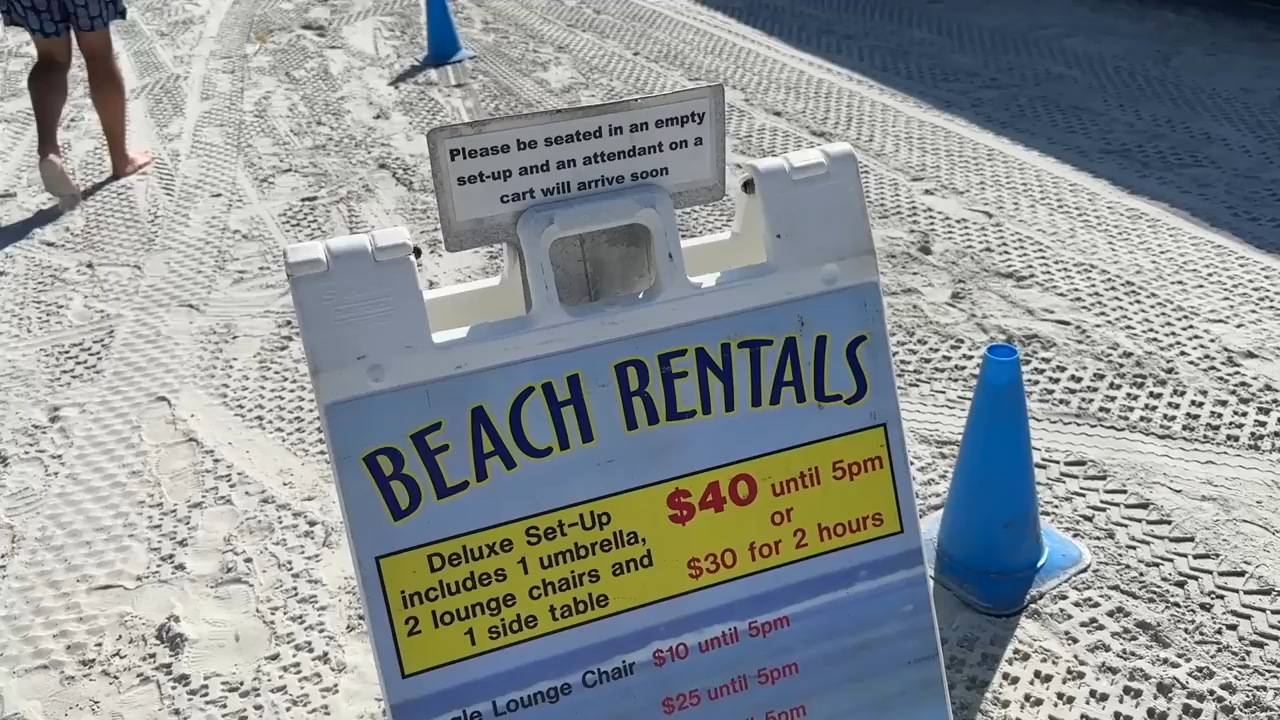 Please be seated in an empty
set-up and an attendant on a
cart will arrive soon
BEACH RENTALS
Deluxe Set-Up
includes 1 umbrella,
2 lounge chairs and
1 side table
$40 until 5pm
or
$30 for 2 hours
Lounge Chair $10 until 5pm
$25 until 5pm
5pm